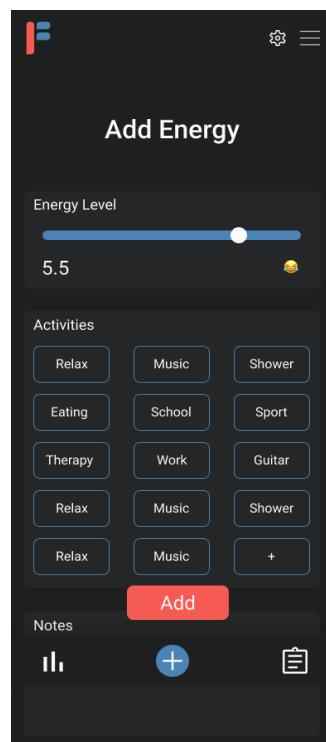 Add Energy
Energy Level
5.5
Activities
Relax Music Shower
Eating School Sport
Therapy Work Guitar
Relax Music Shower
Relax Music +
Add
Notes